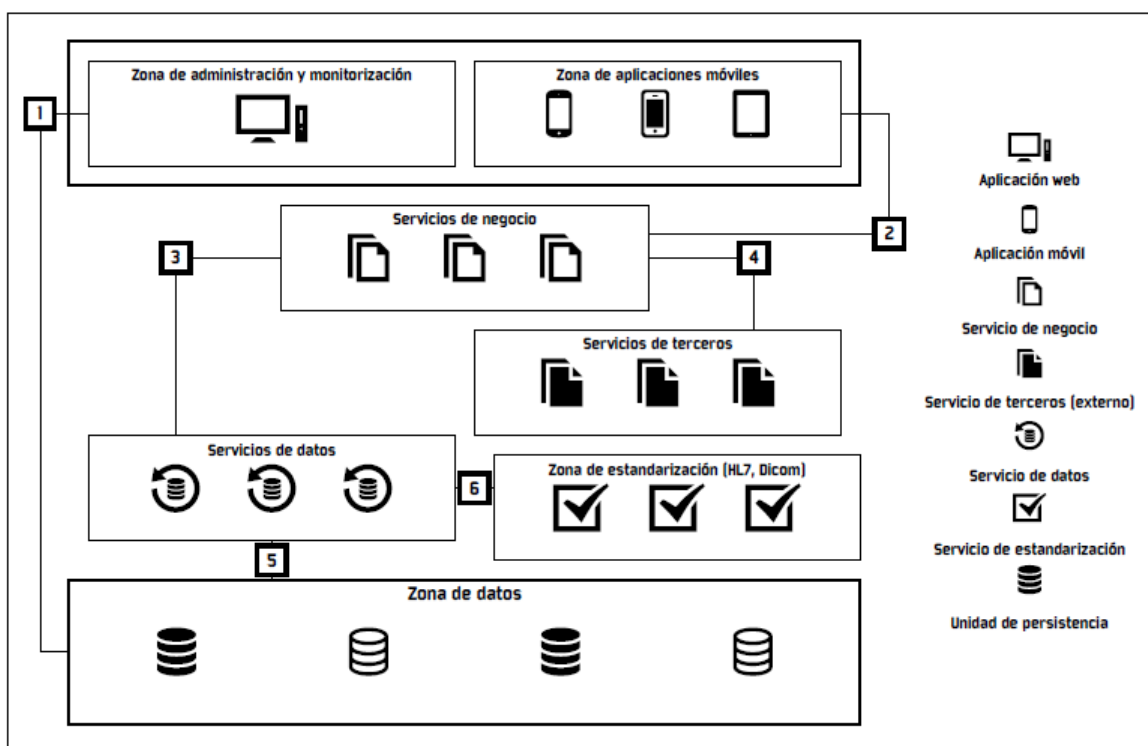 Zona de administración y monitorización
Zona de aplicaciones móviles
1
Aplicación web
2
Servicios de negocio
3
4
Aplicación móvil
Servicio de negocio
Servicios de terceros
Servicio de terceros (externo)
Servicios de datos
Zona de estandarización (HL7, Dicom)
6
Servicio de datos
5
Servicio de estandarización
Zona de datos
Unidad de persistencia